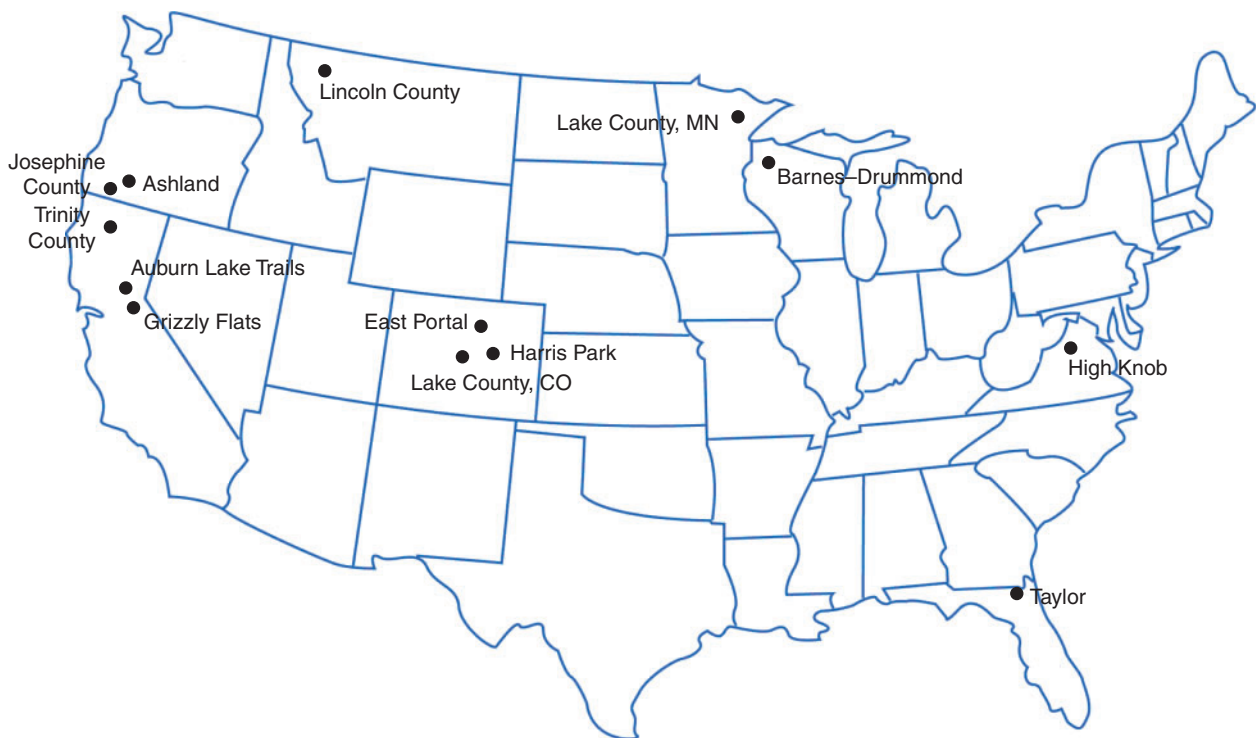 Lincoln County
Lake County, MN
Josephine
County
Ashland
Barnes–Drummond
Trinity
County
Auburn Lake Trails
Grizzly Flats
East Portal
Harris Park
Lake County, CO
High Knob
Taylor